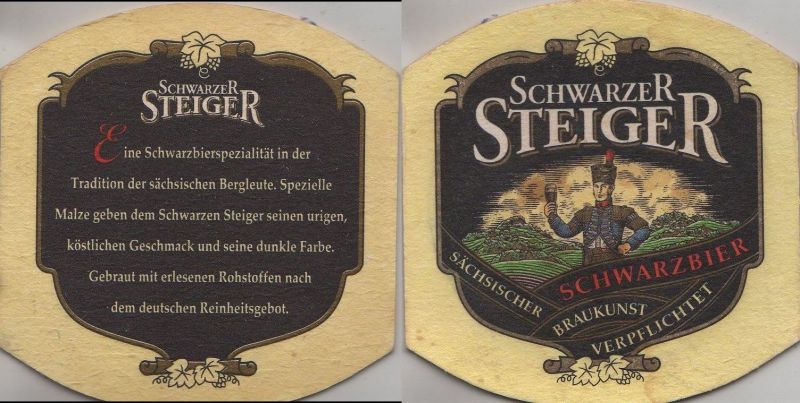 SCHWARZER
STEIGER
Eine Schwarzbierspezialität in der
Tradition der sächsischen Bergleute. Spezielle
Malze geben dem Schwarzen Steiger seinen urigen,
köstlichen Geschmack und seine dunkle Farbe.
Gebraut mit erlesenen Rohstoffen nach
dem deutschen Reinheitsgebot.
SCHWARZER
STEIGER
SCHWARZBIER
SÄCHSISCHER BRAUKUNST VERPFLICHTET